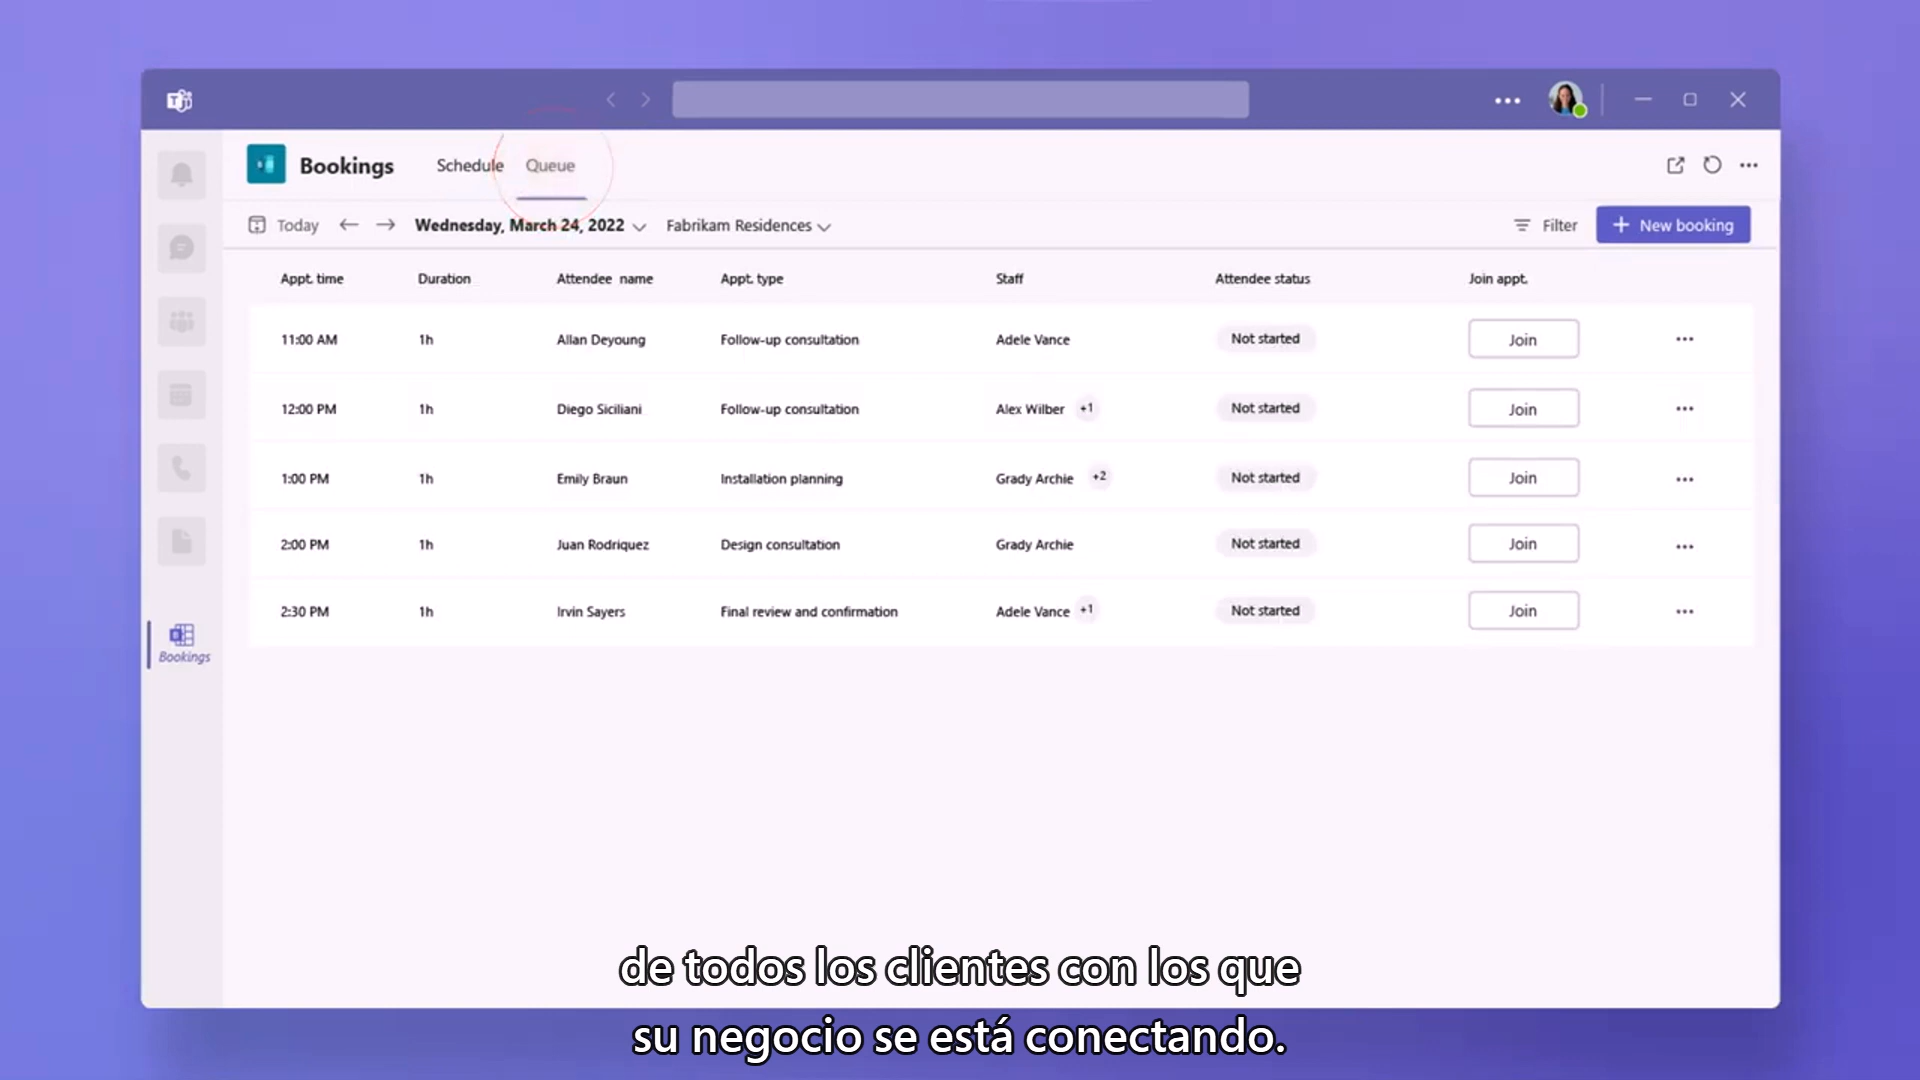 Bookings Schedule Queue
Today Wednesday, March 24, 2022 Fabrikam Residences Filter + New booking
Appt. time Duration Attendee name Appt. type Staff Attendee status Join appt.
11:00 AM 1h Allan Deyoung Follow-up consultation Adele Vance Not started Join
12:00 PM 1h Diego Siciliani Follow-up consultation Alex Wilber +1 Not started Join
1:00 PM 1h Emily Braun Installation planning Grady Archie +2 Not started Join
2:00 PM 1h Juan Rodriquez Design consultation Grady Archie Not started Join
2:30 PM 1h Irvin Sayers Final review and confirmation Adele Vance +1 Not started Join
Bookings
de todos los clientes con los que
su negocio se está conectando.